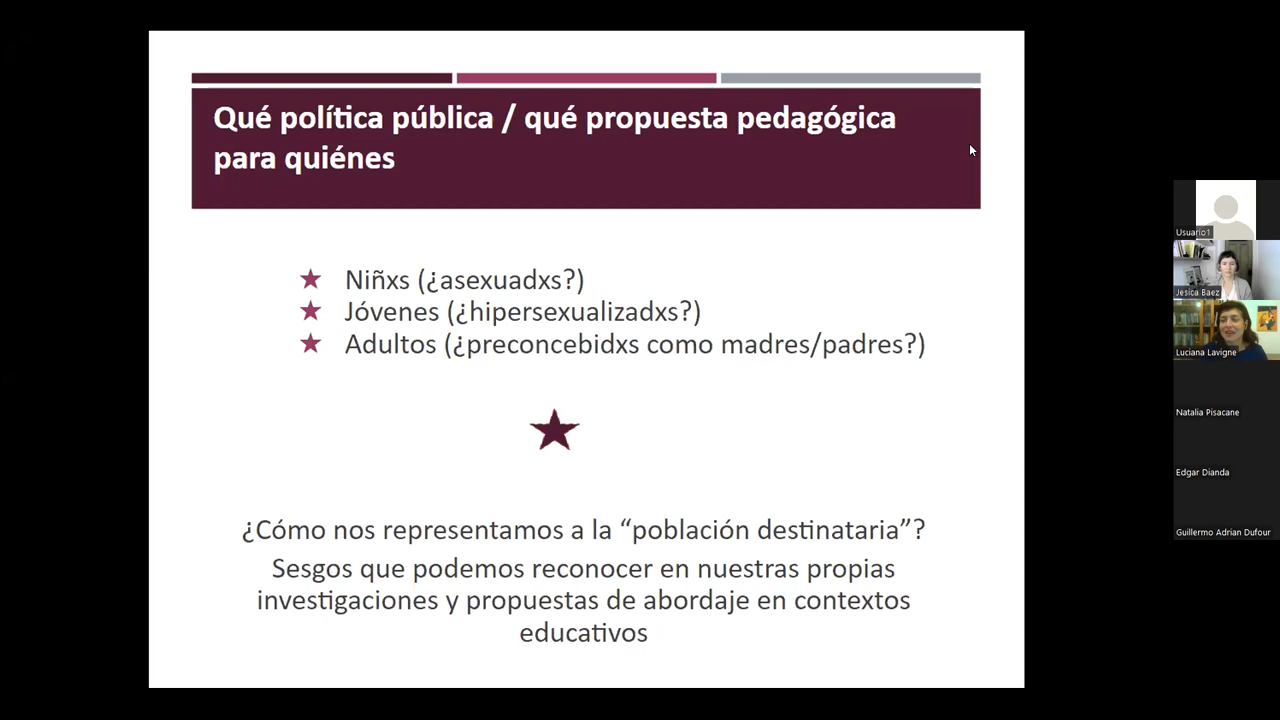 Qué política pública / qué propuesta pedagógica
para quiénes
Niñxs (¿asexuadxs?)
Jóvenes (¿hipersexualizadxs?)
Adultos (¿preconcebidxs como madres/padres?)
¿Cómo nos representamos a la “población destinataria”?
Sesgos que podemos reconocer en nuestras propias
investigaciones y propuestas de abordaje en contextos
educativos
Usuario1
Jesica Baez
Luciana Lavigne
Natalia Pisacane
Edgar Dianda
Guillermo Adrian Dufour